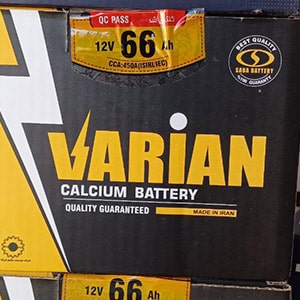 QC PASS
12V 66 Ah
CCA:450A(ISIRI,IEC)
BEST QUALITY
SABA BATTERY
VARIAN
CALCIUM BATTERY
QUALITY GUARANTEED
MADE IN IRAN
12V 66 Ah